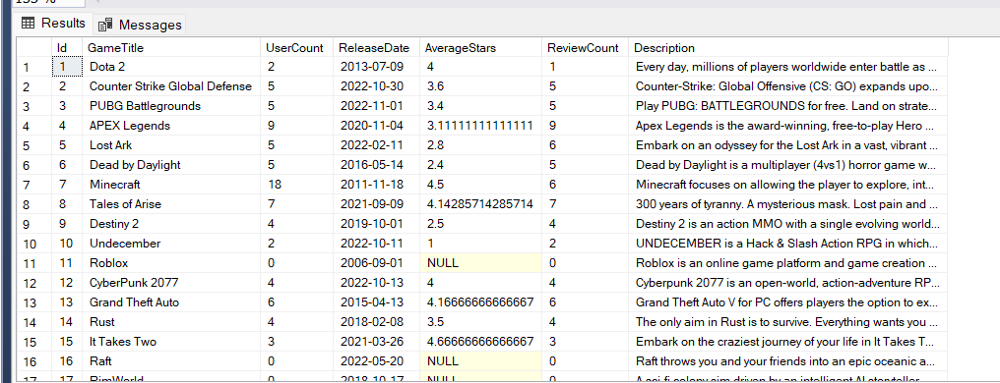 Results Messages
Id GameTitle UserCount ReleaseDate AverageStars ReviewCount Description
1 1 Dota 2 2 2013-07-09 4 1 Every day, millions of players worldwide enter battle as ...
2 2 Counter Strike Global Defense 5 2022-10-30 3.6 5 Counter-Strike: Global Offensive (CS: GO) expands upo...
3 3 PUBG Battlegrounds 5 2022-11-01 3.4 5 Play PUBG: BATTLEGROUNDS for free. Land on strate...
4 4 APEX Legends 9 2020-11-04 3.11111111111111 9 Apex Legends is the award-winning, free-to-play Hero ...
5 5 Lost Ark 5 2022-02-11 2.8 6 Embark on an odyssey for the Lost Ark in a vast, vibrant ...
6 6 Dead by Daylight 5 2016-05-14 2.4 5 Dead by Daylight is a multiplayer (4vs1) horror game w...
7 7 Minecraft 18 2011-11-18 4.5 6 Minecraft focuses on allowing the player to explore, int...
8 8 Tales of Arise 7 2021-09-09 4.14285714285714 7 300 years of tyranny. A mysterious mask. Lost pain and ...
9 9 Destiny 2 4 2019-10-01 2.5 4 Destiny 2 is an action MMO with a single evolving world...
10 10 Undecember 2 2022-10-11 1 2 UNDECEMBER is a Hack & Slash Action RPG in which...
11 11 Roblox 0 2006-09-01 NULL 0 Roblox is an online game platform and game creation ...
12 12 CyberPunk 2077 4 2022-10-13 4 4 Cyberpunk 2077 is an open-world, action-adventure RP...
13 13 Grand Theft Auto 6 2015-04-13 4.16666666666667 6 Grand Theft Auto V for PC offers players the option to ex...
14 14 Rust 4 2018-02-08 3.5 4 The only aim in Rust is to survive. Everything wants you ...
15 15 It Takes Two 3 2021-03-26 4.66666666666667 3 Embark on the craziest journey of your life in It Takes T...
16 16 Raft 0 2022-05-20 NULL 0 Raft throws you and your friends into an epic oceanic a...
17 17 RimWorld 0 2018-10-17 NULL 0 A sci-fi colony sim driven by an intelligent AI storyteller